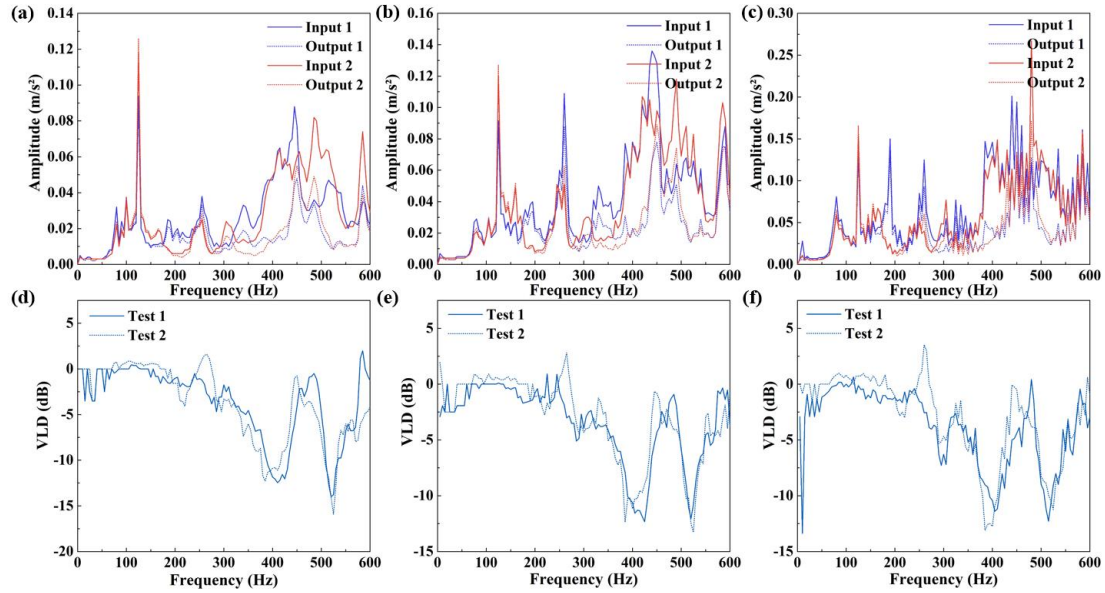 (a)
0.14
0.12
0.10
0.08
0.06
0.04
0.02
0.00
Amplitude (m/s²)
Input 1
Output 1
Input 2
Output 2
0 100 200 300 400 500 600
Frequency (Hz)
(b)
0.16
0.14
0.12
0.10
0.08
0.06
0.04
0.02
0.00
Amplitude (m/s²)
Input 1
Output 1
Input 2
Output 2
0 100 200 300 400 500 600
Frequency (Hz)
(c)
0.30
0.25
0.20
0.15
0.10
0.05
0.00
Amplitude (m/s²)
Input 1
Output 1
Input 2
Output 2
0 100 200 300 400 500 600
Frequency (Hz)
(d)
5
0
-5
-10
-15
-20
VLD (dB)
Test 1
Test 2
0 100 200 300 400 500 600
Frequency (Hz)
(e)
5
0
-5
-10
-15
VLD (dB)
Test 1
Test 2
0 100 200 300 400 500 600
Frequency (Hz)
(f)
5
0
-5
-10
-15
VLD (dB)
Test 1
Test 2
0 100 200 300 400 500 600
Frequency (Hz)